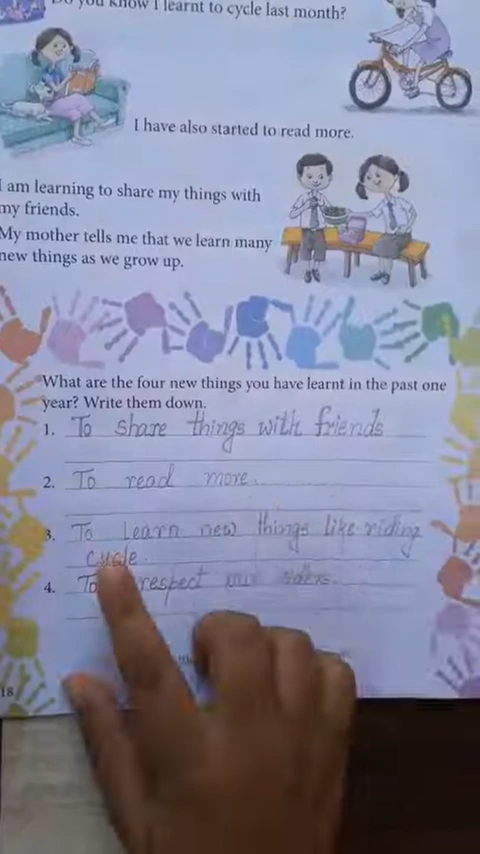 Do you know I learnt to cycle last month?
I have also started to read more.
I am learning to share my things with
my friends.
My mother tells me that we learn many
new things as we grow up.
What are the four new things you have learnt in the past one
year? Write them down.
1. To share things with friends
2. To read more.
3. To Learn new things like riding
cycle.
4. To respect our
18